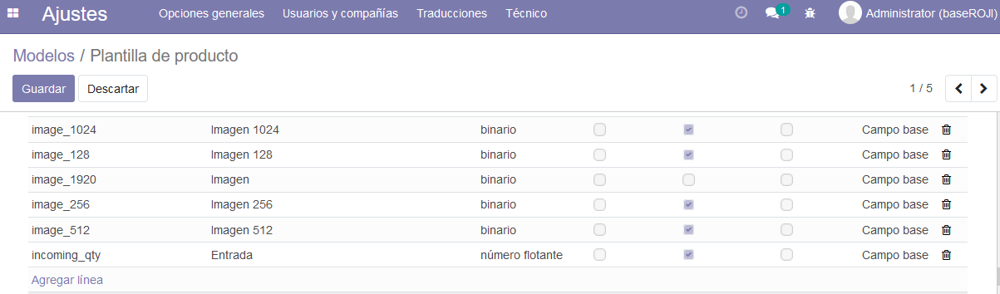 Ajustes Opciones generales Usuarios y compañías Traducciones Técnico 1 Administrator (baseROJI)
Modelos / Plantilla de producto
Guardar Descartar 1 / 5
image_1024 Imagen 1024 binario Campo base
image_128 Imagen 128 binario Campo base
image_1920 Imagen binario Campo base
image_256 Imagen 256 binario Campo base
image_512 Imagen 512 binario Campo base
incoming_qty Entrada número flotante Campo base
Agregar línea